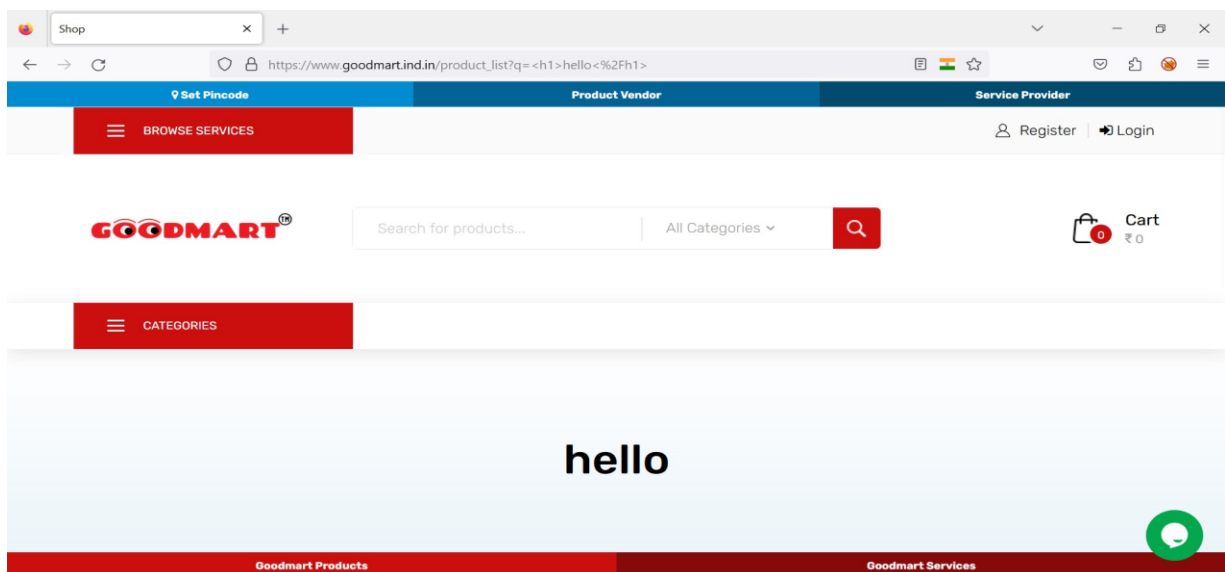 Shop
https://www.goodmart.ind.in/product_list?q=<h1>hello<%2Fh1>
Set Pincode
Product Vendor
Service Provider
BROWSE SERVICES
Register
Login
GOODMART TM
Search for products...
All Categories
Cart
0
₹ 0
CATEGORIES
hello
Goodmart Products
Goodmart Services